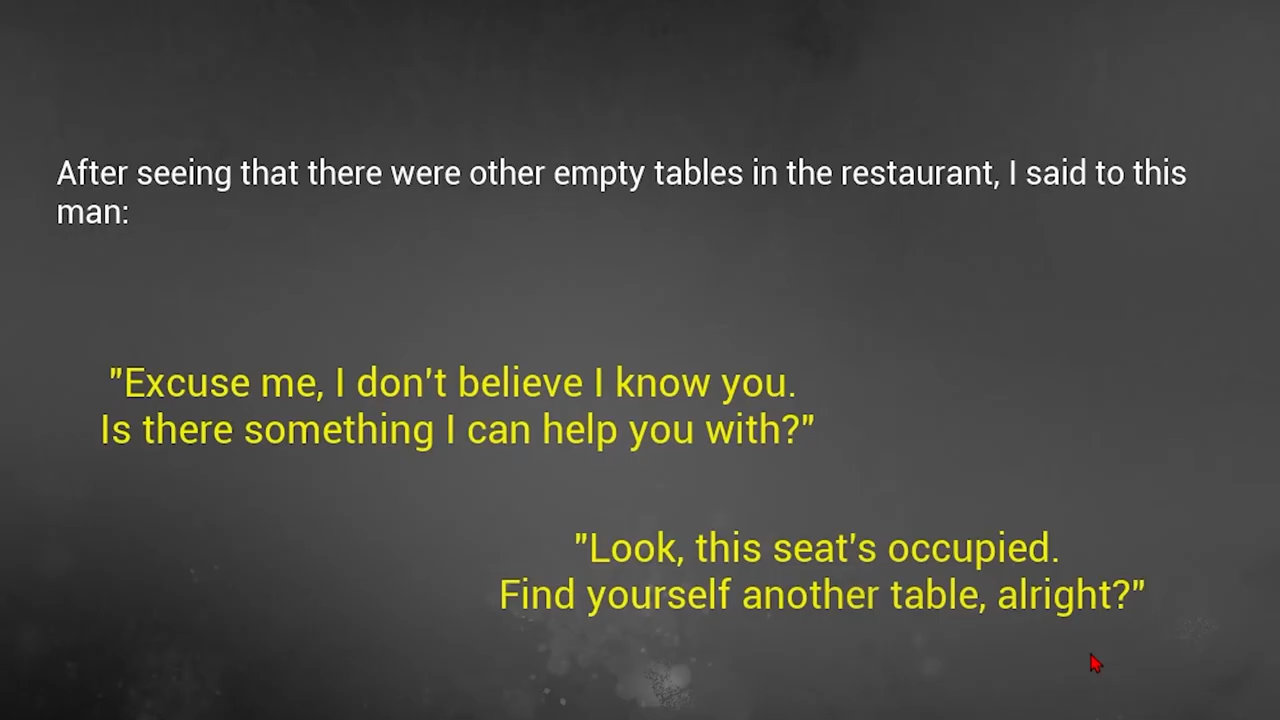 After seeing that there were other empty tables in the restaurant, I said to this
man:
"Excuse me, I don't believe I know you.
Is there something I can help you with?"
"Look, this seat's occupied.
Find yourself another table, alright?"